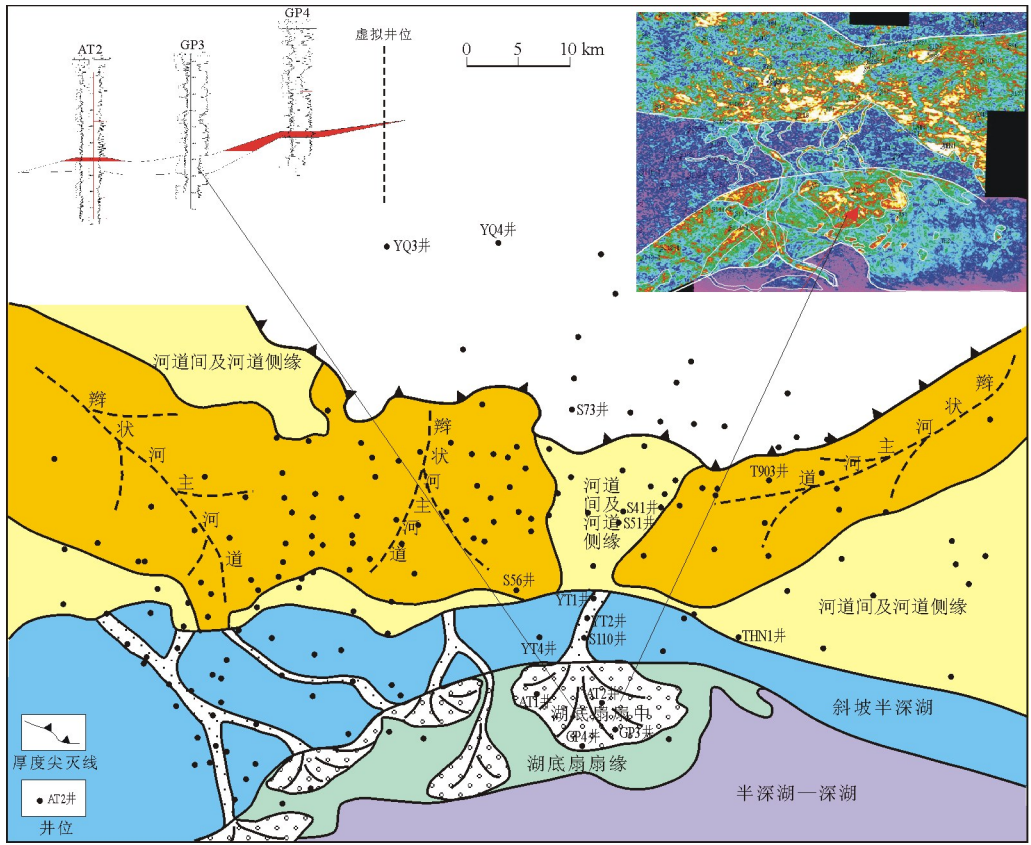 GP4
AT2
GP3
虚拟井位
0 5 10 km
YQ3井
YQ4井
河道间及河道侧缘
S73井
辫状河主河道
辫状河主河道
辫状河主河道
T903井
河道
间及
河道
侧缘
S41井
S51井
S56井
YT1井
YT2井
YT4井
S110井
THN1井
河道间及河道侧缘
斜坡半深湖
AT1井
AT2井
湖底扇扇中
GP4井
GP3井
湖底扇扇缘
半深湖—深湖
厚度尖灭线
AT2井
井位